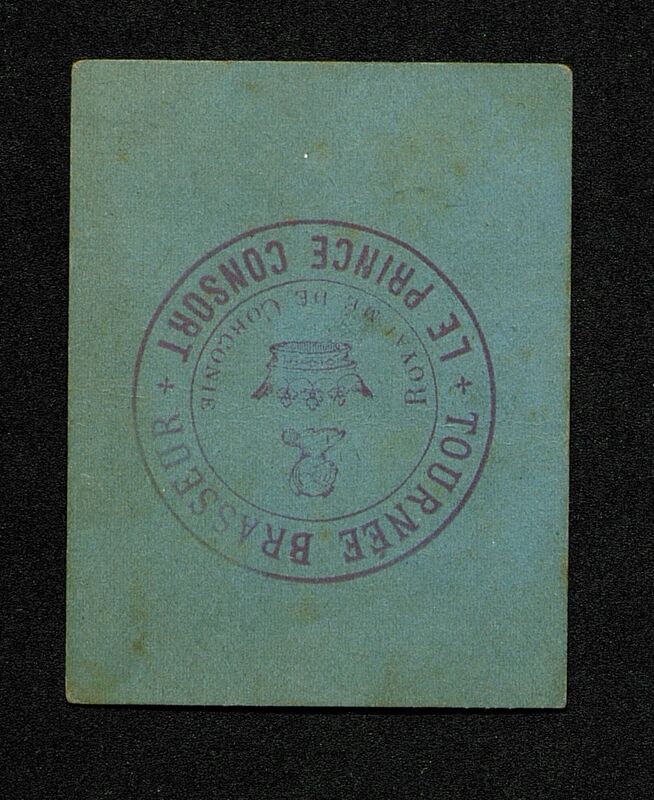 TOURNÉE BRASSEUR
+ LE PRINCE CONSORT +
ROYAUME DE CORCONIE